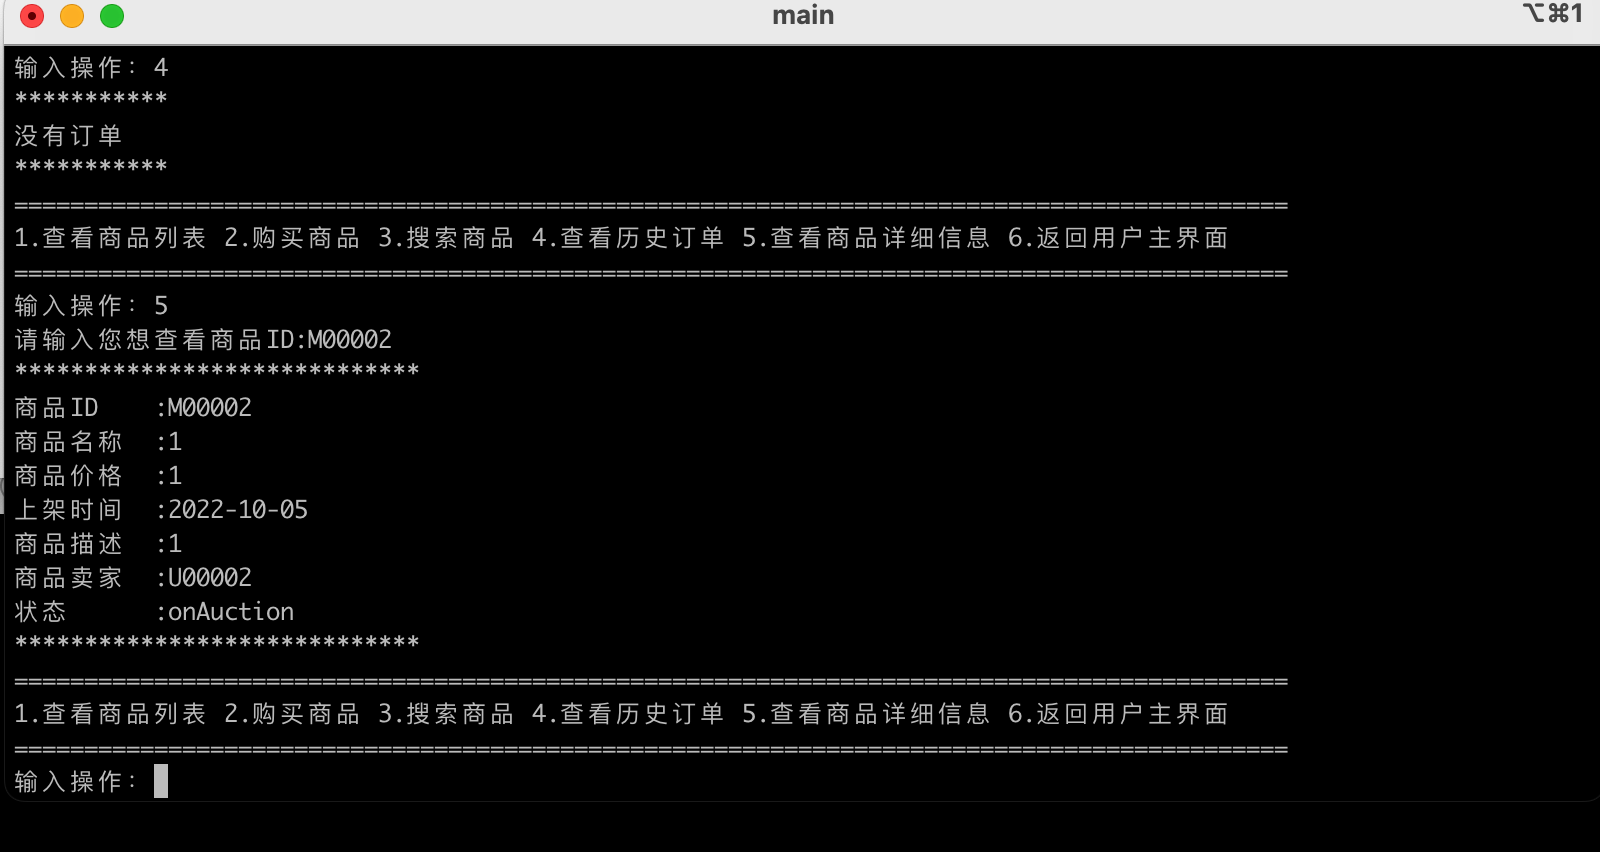 main
⌥⌘1
输入操作：4
***********
没有订单
***********
===========================================================================================
1.查看商品列表 2.购买商品 3.搜索商品 4.查看历史订单 5.查看商品详细信息 6.返回用户主界面
===========================================================================================
输入操作：5
请输入您想查看商品ID:M00002
*****************************
商品ID    :M00002
商品名称  :1
商品价格  :1
上架时间  :2022-10-05
商品描述  :1
商品卖家  :U00002
状态      :onAuction
*****************************
===========================================================================================
1.查看商品列表 2.购买商品 3.搜索商品 4.查看历史订单 5.查看商品详细信息 6.返回用户主界面
===========================================================================================
输入操作：